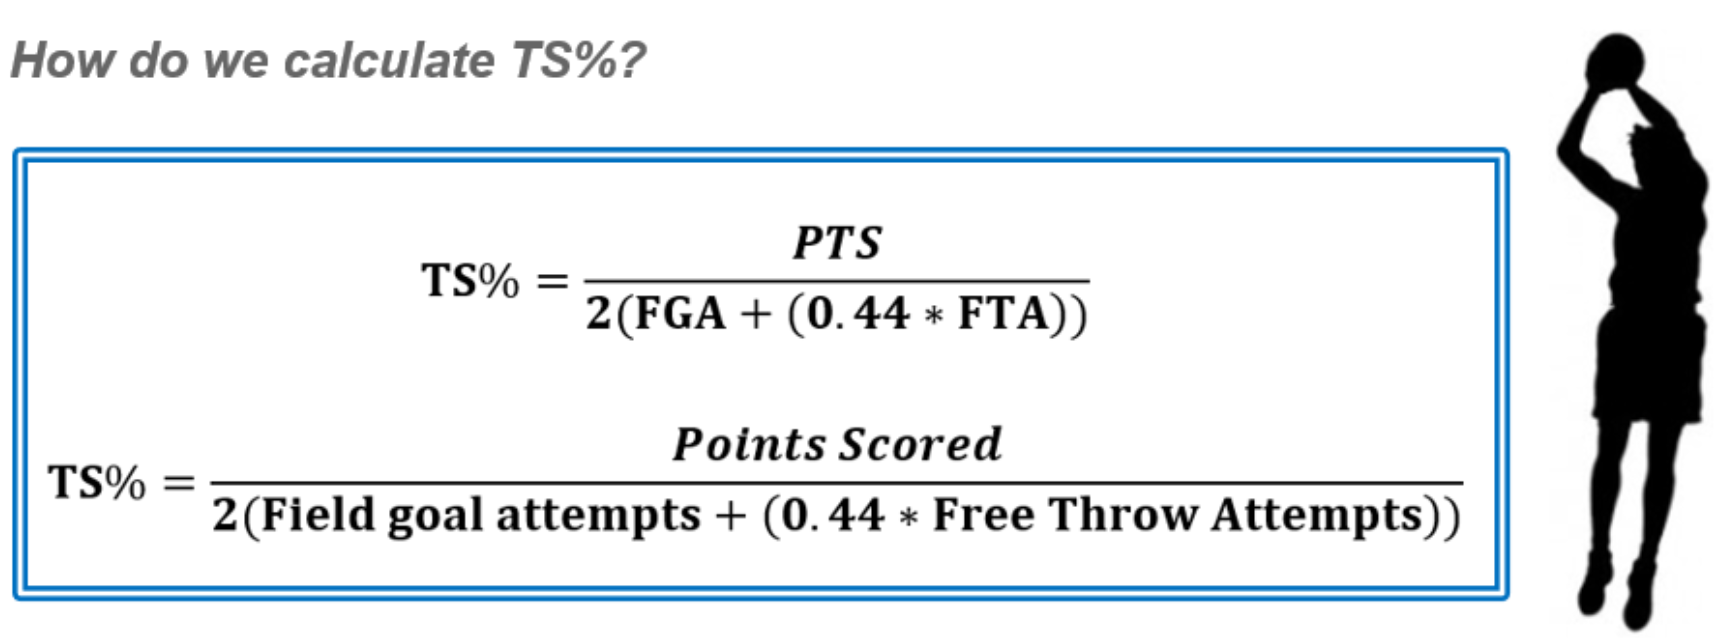 How do we calculate TS%?
PTS
TS% =
2(FGA + (0.44 * FTA))
Points Scored
TS% =
2(Field goal attempts + (0.44 * Free Throw Attempts))